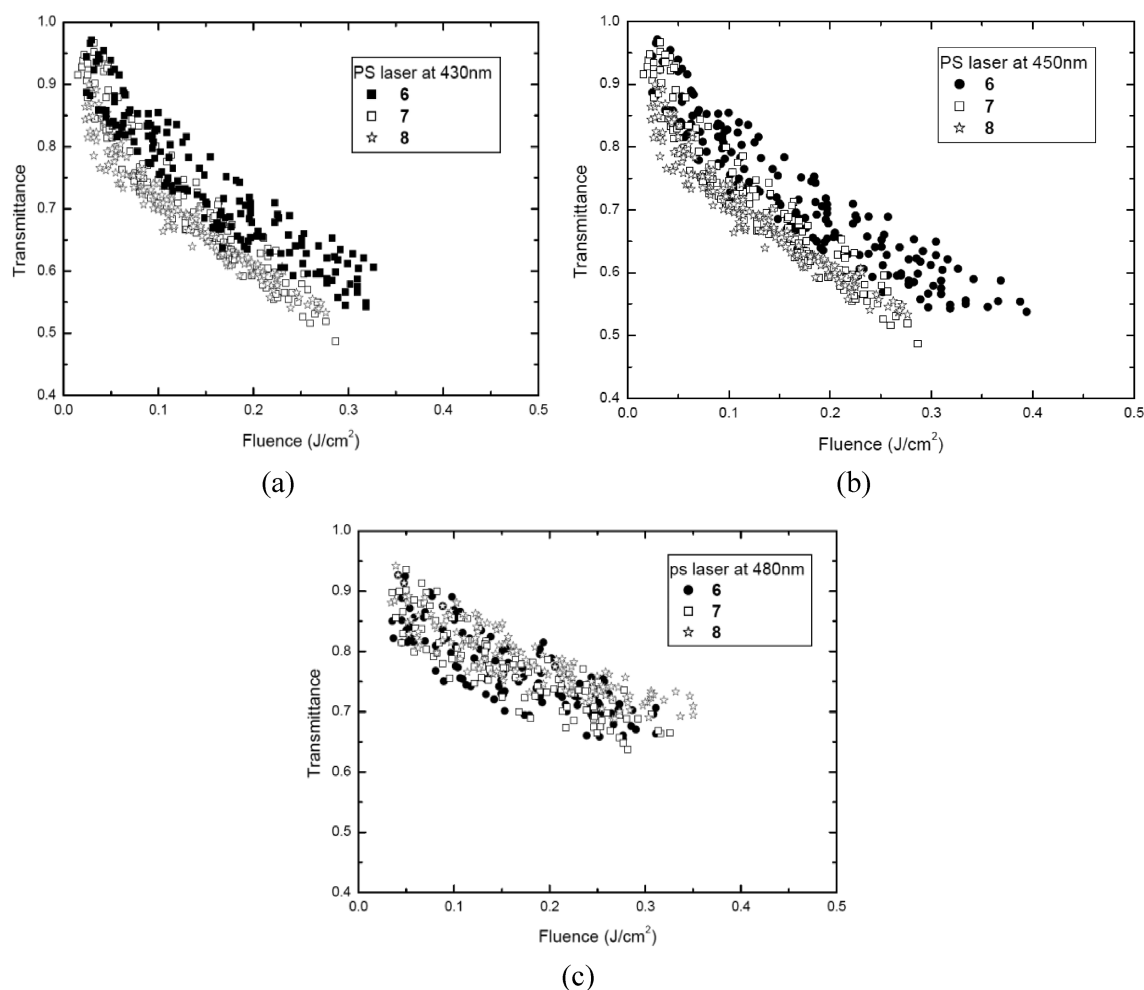 1.0
0.9
0.8
0.7
0.6
0.5
0.4
Transmittance
PS laser at 430nm
6
7
8
0.0 0.1 0.2 0.3 0.4 0.5
Fluence (J/cm²)
(a)
1.0
0.9
0.8
0.7
0.6
0.5
0.4
Transmittance
PS laser at 450nm
6
7
8
0.0 0.1 0.2 0.3 0.4 0.5
Fluence (J/cm²)
(b)
1.0
0.9
0.8
0.7
0.6
0.5
0.4
Transmittance
ps laser at 480nm
6
7
8
0.0 0.1 0.2 0.3 0.4 0.5
Fluence (J/cm²)
(c)